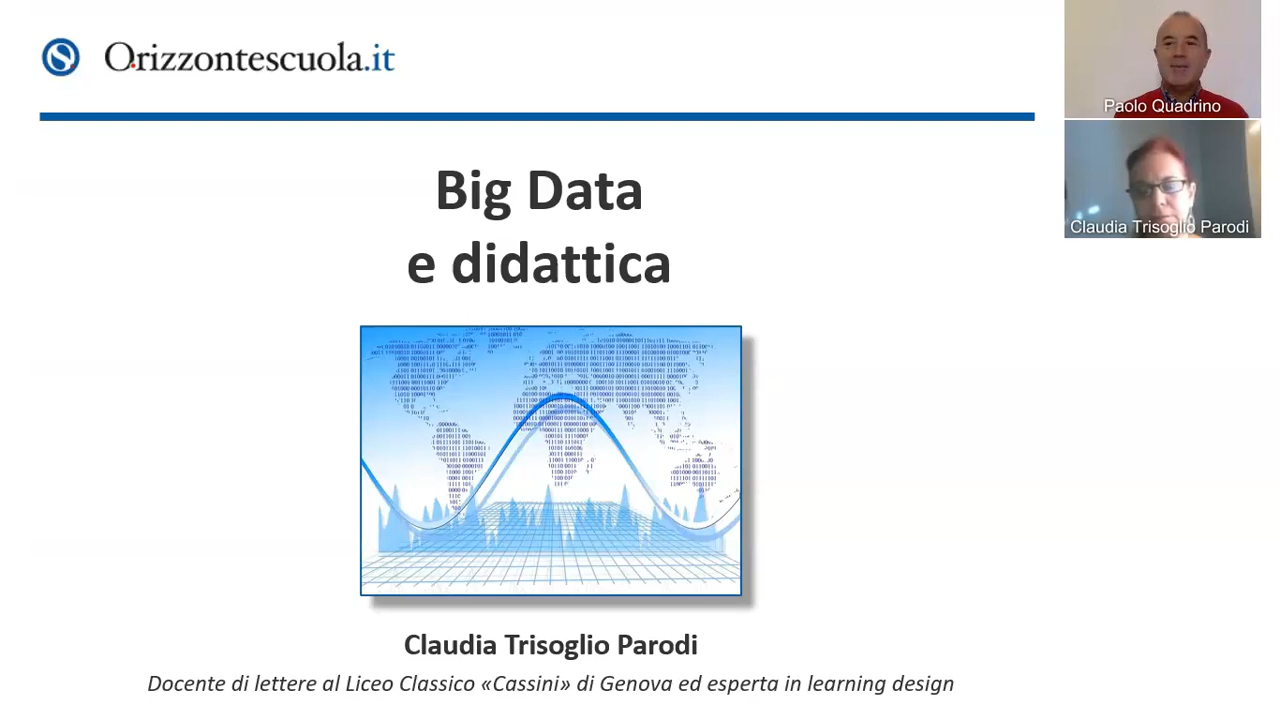 Orizzontescuola.it
Paolo Quadrino
Claudia Trisoglio Parodi
Big Data
e didattica
Claudia Trisoglio Parodi
Docente di lettere al Liceo Classico «Cassini» di Genova ed esperta in learning design